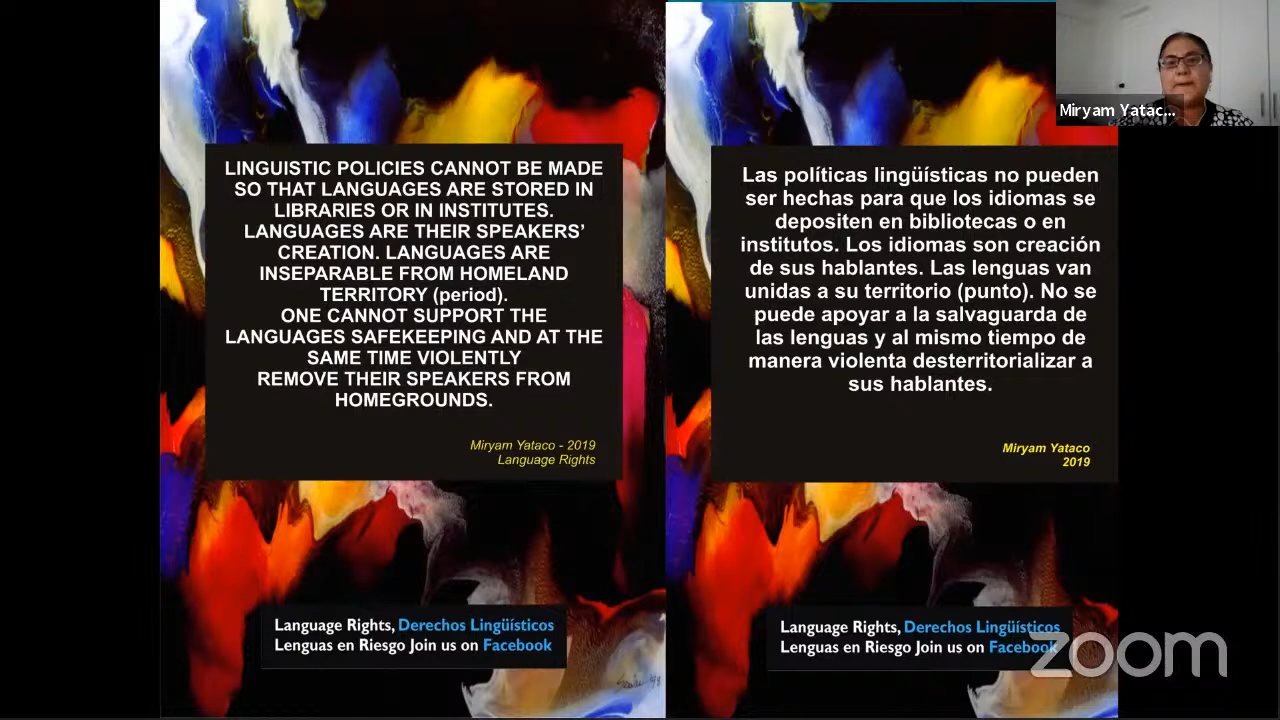 LINGUISTIC POLICIES CANNOT BE MADE
SO THAT LANGUAGES ARE STORED IN
LIBRARIES OR IN INSTITUTES.
LANGUAGES ARE THEIR SPEAKERS’
CREATION. LANGUAGES ARE
INSEPARABLE FROM HOMELAND
TERRITORY (period).
ONE CANNOT SUPPORT THE
LANGUAGES SAFEKEEPING AND AT THE
SAME TIME VIOLENTLY
REMOVE THEIR SPEAKERS FROM
HOMEGROUNDS.
Miryam Yataco - 2019
Language Rights
Language Rights, Derechos Lingüísticos
Lenguas en Riesgo Join us on Facebook
Las políticas lingüísticas no pueden
ser hechas para que los idiomas se
depositen en bibliotecas o en
institutos. Los idiomas son creación
de sus hablantes. Las lenguas van
unidas a su territorio (punto). No se
puede apoyar a la salvaguarda de
las lenguas y al mismo tiempo de
manera violenta desterritorializar a
sus hablantes.
Miryam Yataco
2019
Language Rights, Derechos Lingüísticos
Lenguas en Riesgo Join us on Facebook
Miryam Yatac...
zoom